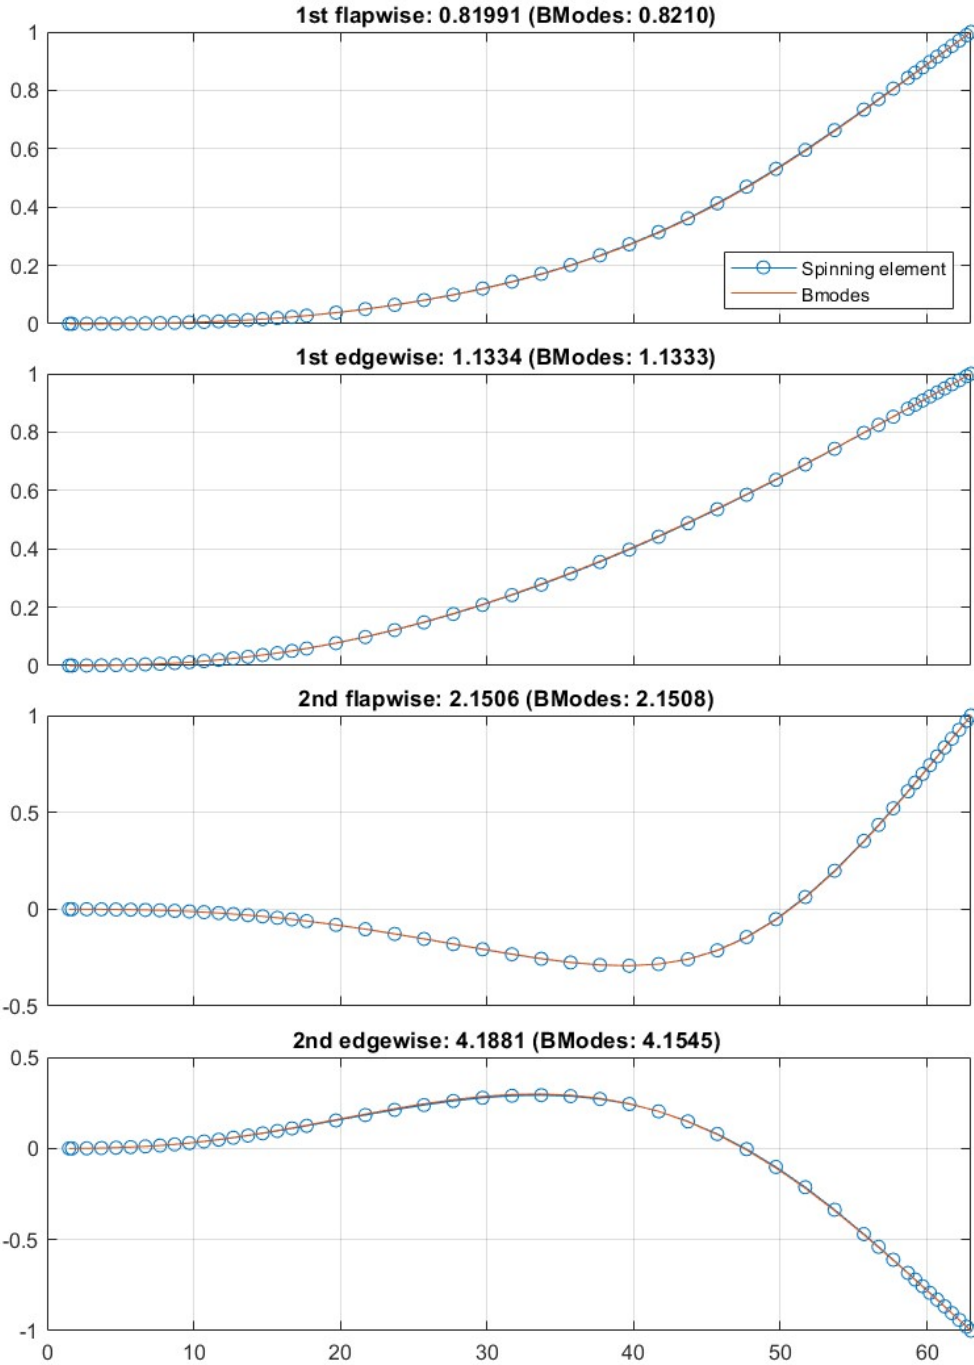 1st flapwise: 0.81991 (BModes: 0.8210)
1
0.8
0.6
0.4
0.2
0
Spinning element
Bmodes
1st edgewise: 1.1334 (BModes: 1.1333)
1
0.8
0.6
0.4
0.2
0
2nd flapwise: 2.1506 (BModes: 2.1508)
1
0.5
0
-0.5
2nd edgewise: 4.1881 (BModes: 4.1545)
0.5
0
-0.5
-1
0 10 20 30 40 50 60